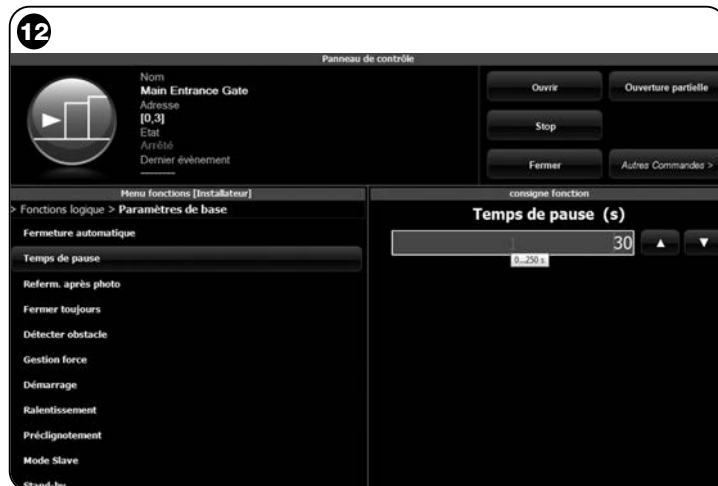 12
Panneau de contrôle
Nom
Main Entrance Gate
Adresse
[0,3]
Etat
Arrêté
Dernier évènement
--------
Ouvrir
Ouverture partielle
Stop
Fermer
Autres Commandes >
Menu fonctions [Installateur]
> Fonctions logique > Paramètres de base
Fermeture automatique
Temps de pause
Referm. après photo
Fermer toujours
Détecter obstacle
Gestion force
Démarrage
Ralentissement
Préclignotement
Mode Slave
Stand-by
consigne fonction
Temps de pause (s)
30
0...250 s